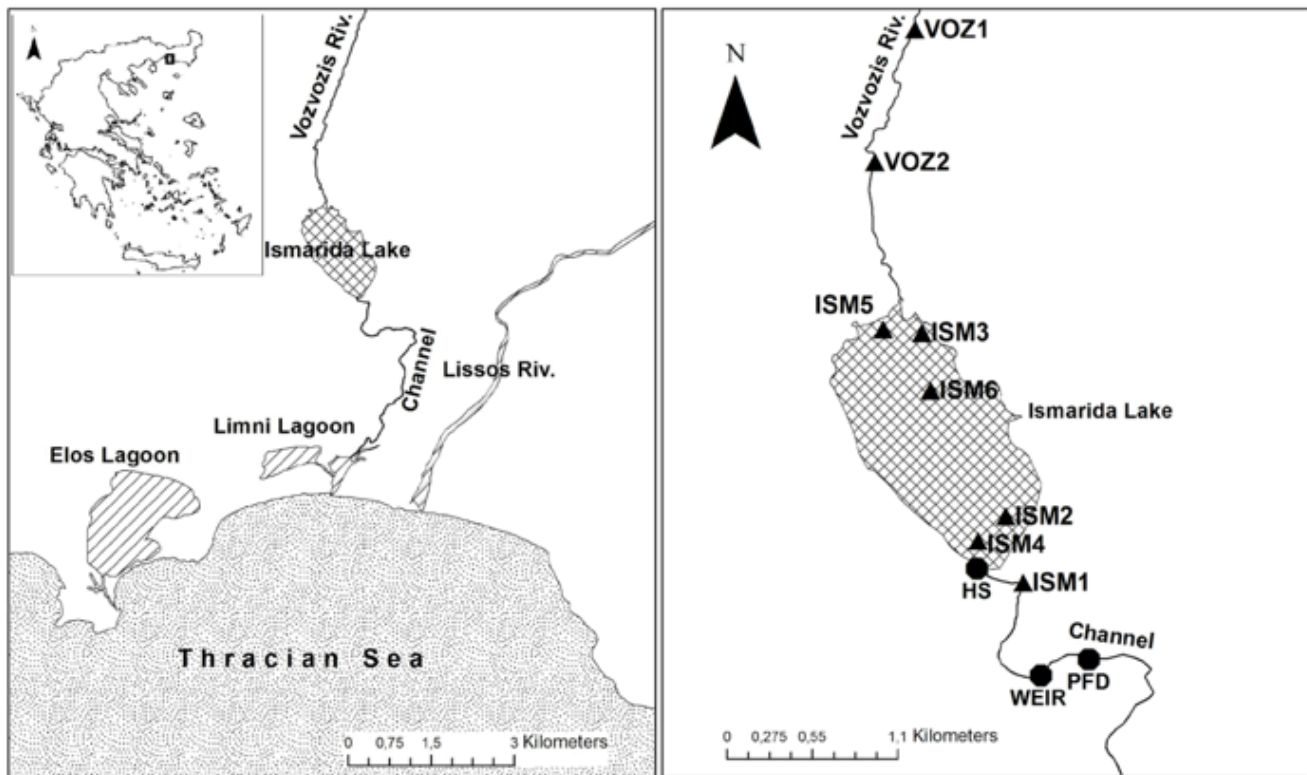 N
Vozvozis Riv.
Ismarida Lake
Channel
Lissos Riv.
Limni Lagoon
Elos Lagoon
Thracian Sea
0 0,75 1,5 3 Kilometers
VOZ1
N
Vozvozis Riv.
VOZ2
ISM5
ISM3
ISM6
Ismarida Lake
ISM2
ISM4
HS
ISM1
Channel
WEIR
PFD
0 0,275 0,55 1,1 Kilometers